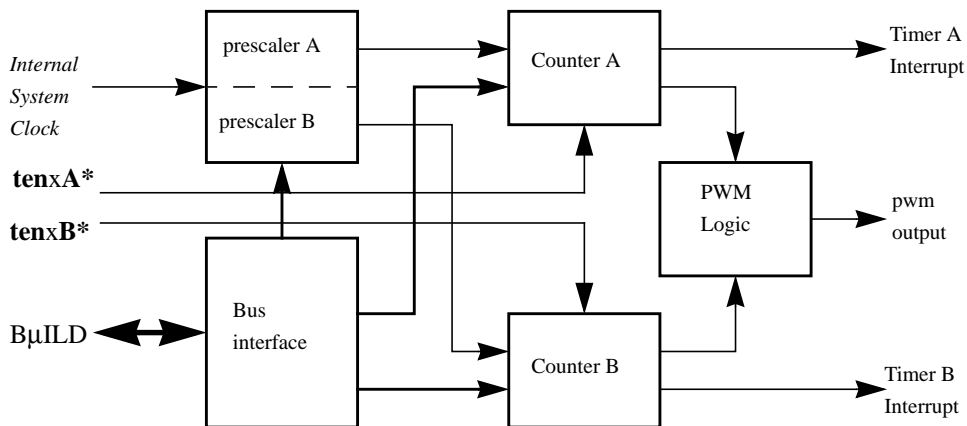 prescaler A
prescaler B
Internal
System
Clock
tenxA*
tenxB*
BμILD
Bus
interface
Counter A
Counter B
PWM
Logic
Timer A
Interrupt
pwm
output
Timer B
Interrupt